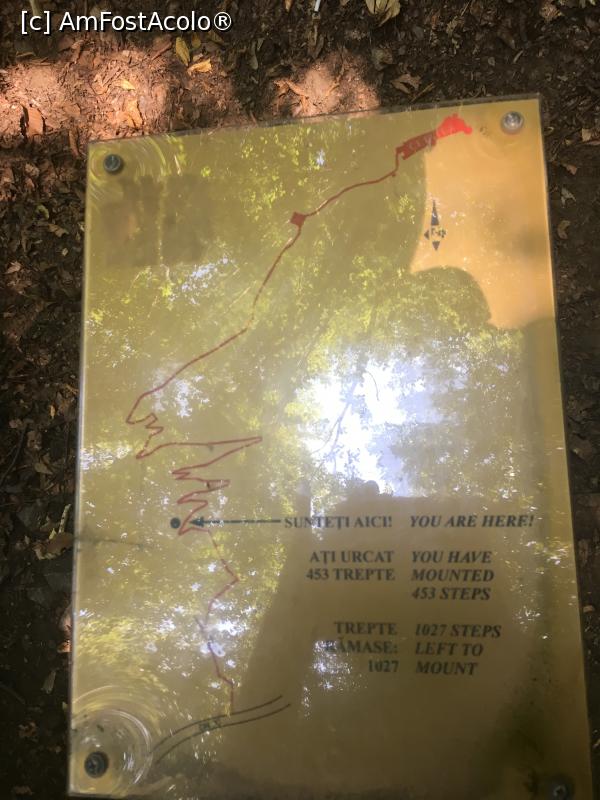 [c] AmFostAcolo®
SUNTEȚI AICI! YOU ARE HERE!
AȚI URCAT YOU HAVE
453 TREPTE MOUNTED
453 STEPS
TREPTE 1027 STEPS
RĂMASE: LEFT TO
1027 MOUNT